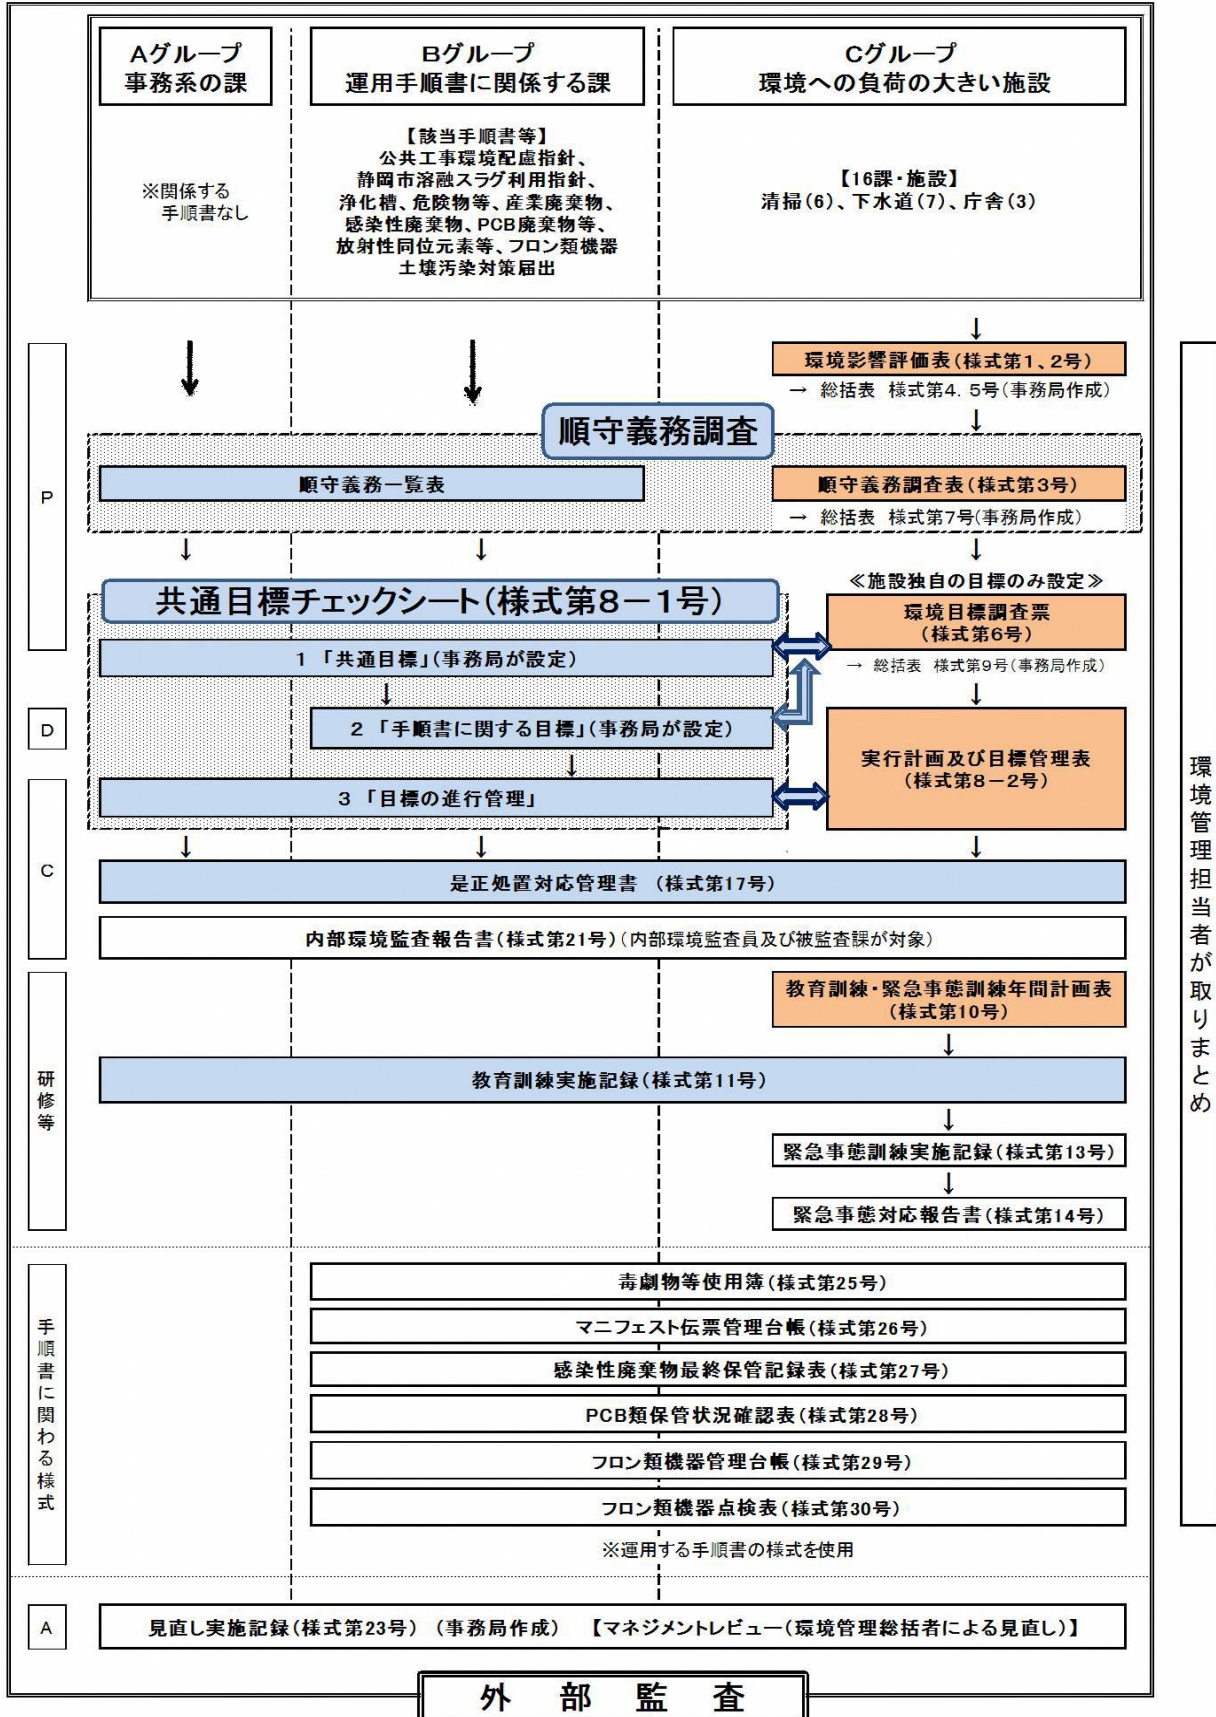 Aグループ
事務系の課
Bグループ
運用手順書に関係する課
Cグループ
環境への負荷の大きい施設
※関係する
手順書なし
【該当手順書等】
公共工事環境配慮指針、
静岡市溶融スラグ利用指針、
浄化槽、危険物等、産業廃棄物、
感染性廃棄物、PCB廃棄物等、
放射性同位元素等、フロン類機器
土壌汚染対策届出
【16課・施設】
清掃(6)、下水道(7)、庁舎(3)
↓
P
環境影響評価表(様式第1、2号)
→ 総括表 様式第4．5号(事務局作成)
↓
順守義務調査
順守義務一覧表
順守義務調査表(様式第3号)
→ 総括表 様式第7号(事務局作成)
↓ ↓ ↓
共通目標チェックシート(様式第8－1号)
≪施設独自の目標のみ設定≫
環境目標調査票
(様式第6号)
1 「共通目標」(事務局が設定)
→ 総括表 様式第9号(事務局作成)
↓ ↓
D
2 「手順書に関する目標」(事務局が設定)
↓
実行計画及び目標管理表
(様式第8－2号)
C
3 「目標の進行管理」
↓ ↓ ↓
是正処置対応管理書 (様式第17号)
内部環境監査報告書(様式第21号)(内部環境監査員及び被監査課が対象)
研修等
教育訓練・緊急事態訓練年間計画表
(様式第10号)
↓
教育訓練実施記録(様式第11号)
↓
緊急事態訓練実施記録(様式第13号)
↓
緊急事態対応報告書(様式第14号)
手順書に関わる様式
毒劇物等使用簿(様式第25号)
マニフェスト伝票管理台帳(様式第26号)
感染性廃棄物最終保管記録表(様式第27号)
PCB類保管状況確認表(様式第28号)
フロン類機器管理台帳(様式第29号)
フロン類機器点検表(様式第30号)
※運用する手順書の様式を使用
A
見直し実施記録(様式第23号) (事務局作成) 【マネジメントレビュー(環境管理総括者による見直し)】
外部監査
環境管理担当者が取りまとめ